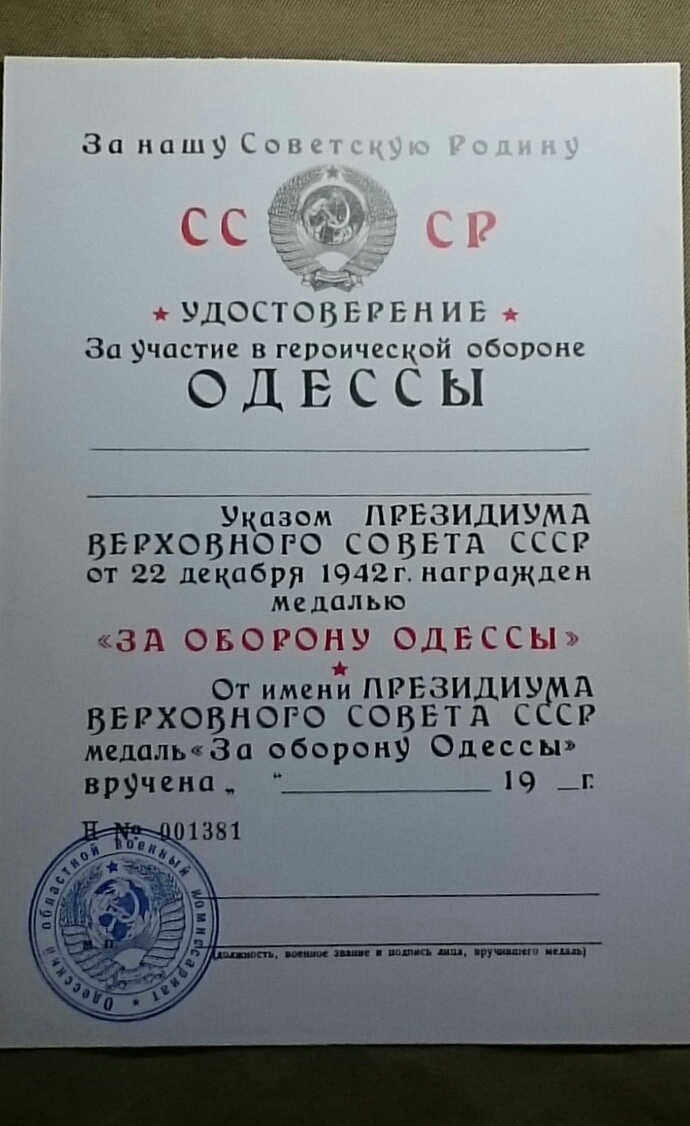 За нашу Советскую Родину
СС СР
★ УДОСТОВЕРЕНИЕ ★
За участие в героической обороне
ОДЕССЫ
Указом ПРЕЗИДИУМА
ВЕРХОВНОГО СОВЕТА СССР
от 22 декабря 1942 г. награжден
медалью
«ЗА ОБОРОНУ ОДЕССЫ»
★
От имени ПРЕЗИДИУМА
ВЕРХОВНОГО СОВЕТА СССР
медаль «За оборону Одессы»
вручена „ “ 19 г.
Н № 001381
Одесский областной военный комиссариат ★
М. П.
(должность, военное звание и подпись лица, вручившего медаль)